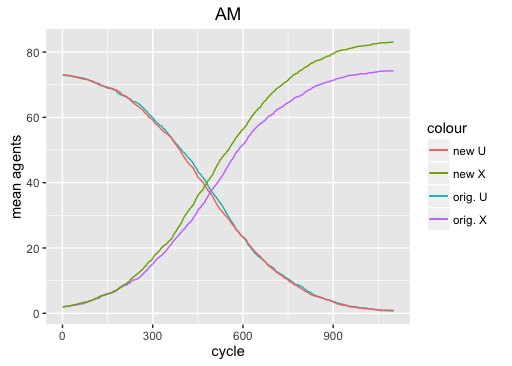 AM
80
60
40
20
0
mean agents
0 300 600 900
cycle
colour
new U
new X
orig. U
orig. X